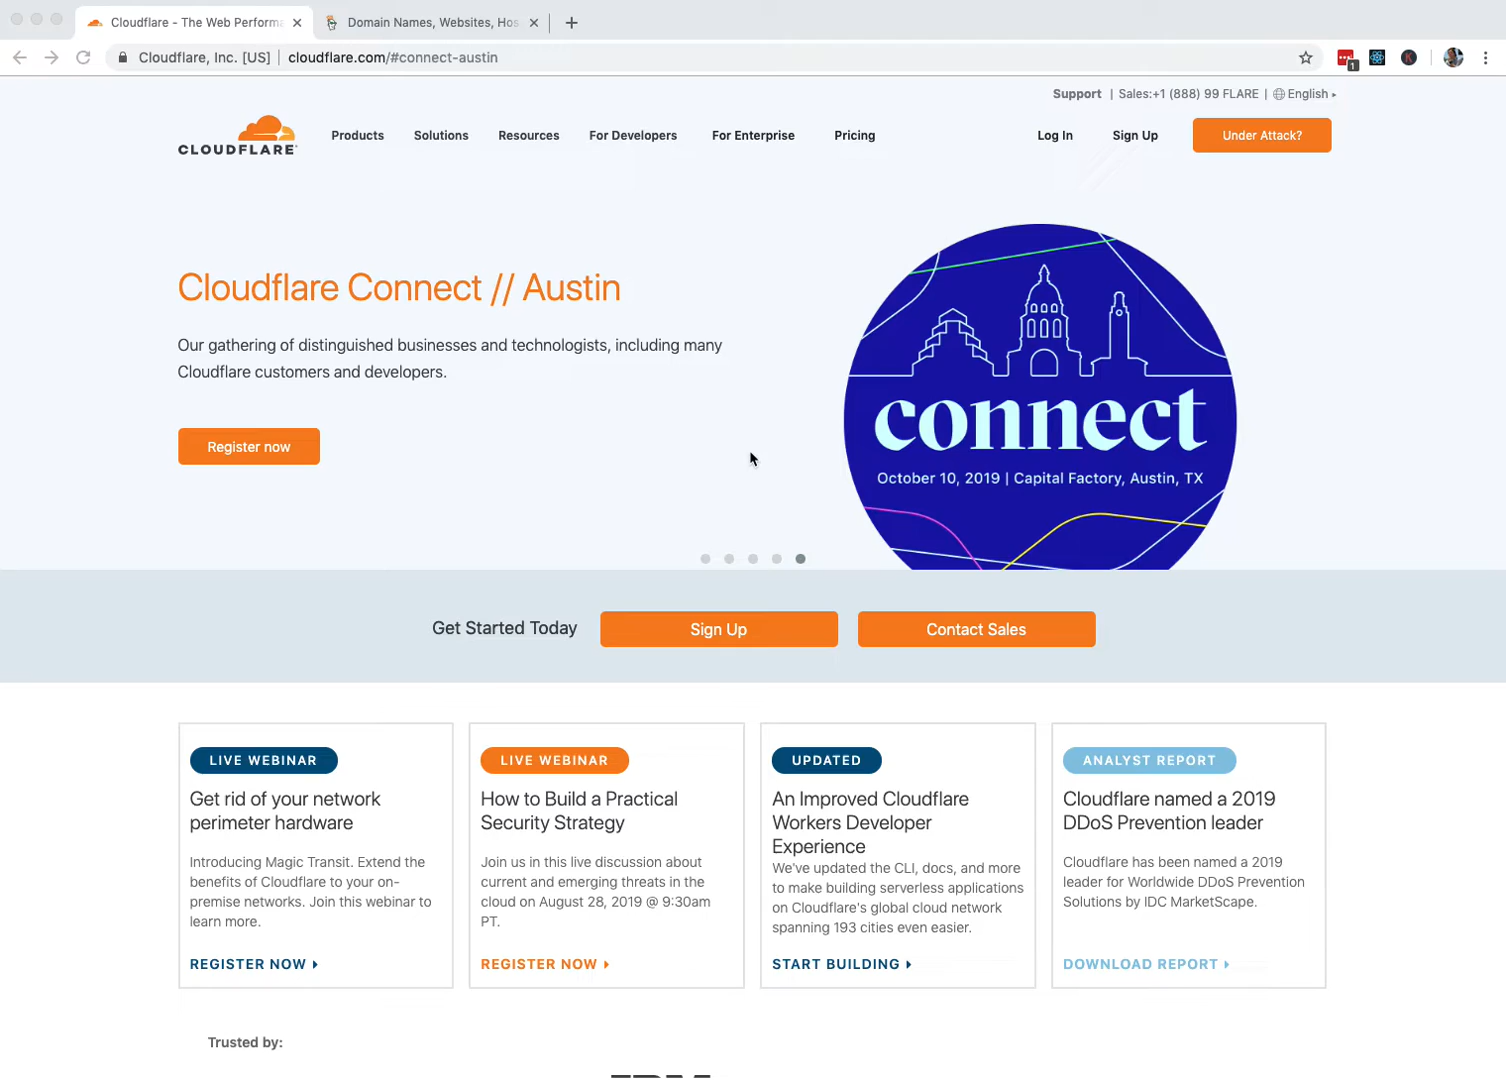 Cloudflare - The Web Performa
Domain Names, Websites, Hos
Cloudflare, Inc. [US] | cloudflare.com/#connect-austin
1
K
Support | Sales:+1 (888) 99 FLARE | English
CLOUDFLARE
Products Solutions Resources For Developers For Enterprise Pricing Log In Sign Up Under Attack?
Cloudflare Connect // Austin
Our gathering of distinguished businesses and technologists, including many
Cloudflare customers and developers.
Register now
connect
October 10, 2019 | Capital Factory, Austin, TX
Get Started Today Sign Up Contact Sales
LIVE WEBINAR
Get rid of your network
perimeter hardware
Introducing Magic Transit. Extend the
benefits of Cloudflare to your on-
premise networks. Join this webinar to
learn more.
REGISTER NOW
LIVE WEBINAR
How to Build a Practical
Security Strategy
Join us in this live discussion about
current and emerging threats in the
cloud on August 28, 2019 @ 9:30am
PT.
REGISTER NOW
UPDATED
An Improved Cloudflare
Workers Developer
Experience
We've updated the CLI, docs, and more
to make building serverless applications
on Cloudflare's global cloud network
spanning 193 cities even easier.
START BUILDING
ANALYST REPORT
Cloudflare named a 2019
DDoS Prevention leader
Cloudflare has been named a 2019
leader for Worldwide DDoS Prevention
Solutions by IDC MarketScape.
DOWNLOAD REPORT
Trusted by: